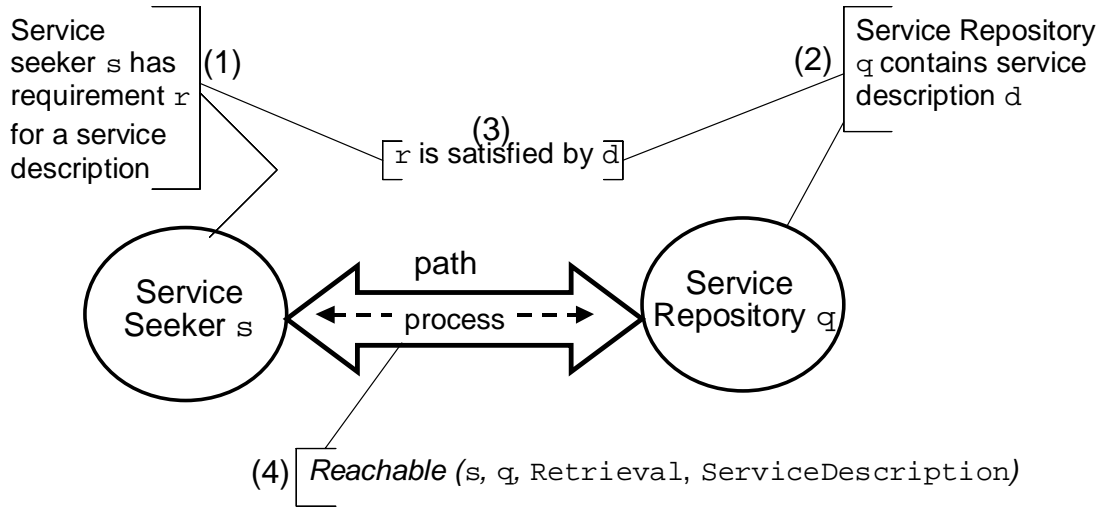 Service
seeker s has
requirement r
for a service
description
(1)
(2)
Service Repository
q contains service
description d
(3)
r is satisfied by d
path
process
Service
Seeker s
Service
Repository q
(4)
Reachable (s, q, Retrieval, ServiceDescription)